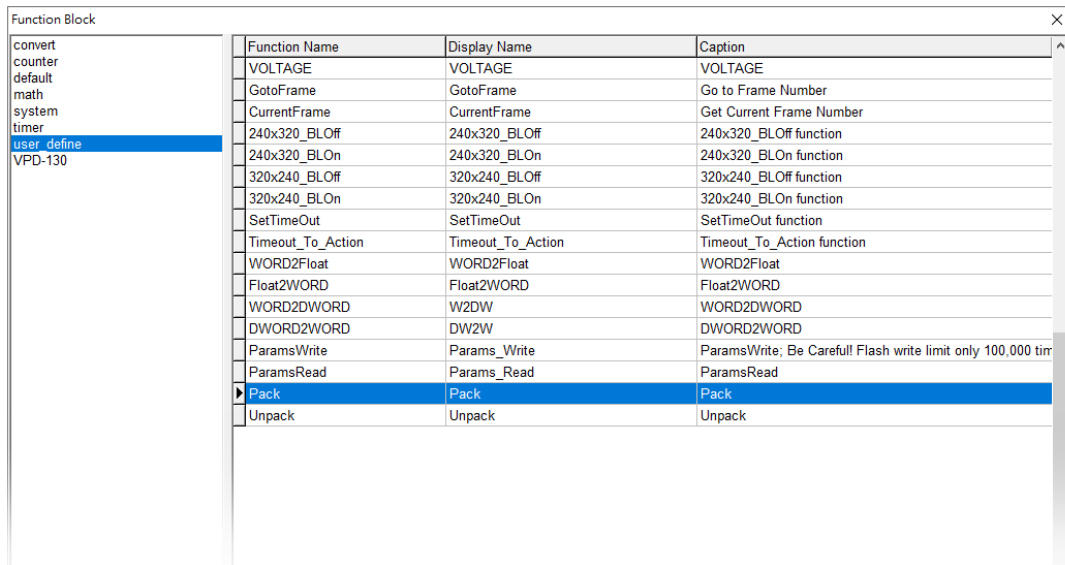 Function Block
convert
counter
default
math
system
timer
user_define
VPD-130
Function Name Display Name Caption
VOLTAGE VOLTAGE VOLTAGE
GotoFrame GotoFrame Go to Frame Number
CurrentFrame CurrentFrame Get Current Frame Number
240x320_BLOff 240x320_BLOff 240x320_BLOff function
240x320_BLOn 240x320_BLOn 240x320_BLOn function
320x240_BLOff 320x240_BLOff 320x240_BLOff function
320x240_BLOn 320x240_BLOn 320x240_BLOn function
SetTimeOut SetTimeOut SetTimeOut function
Timeout_To_Action Timeout_To_Action Timeout_To_Action function
WORD2Float WORD2Float WORD2Float
Float2WORD Float2WORD Float2WORD
WORD2DWORD W2DW WORD2DWORD
DWORD2WORD DW2W DWORD2WORD
ParamsWrite Params_Write ParamsWrite; Be Careful! Flash write limit only 100,000 tim
ParamsRead Params_Read ParamsRead
Pack Pack Pack
Unpack Unpack Unpack